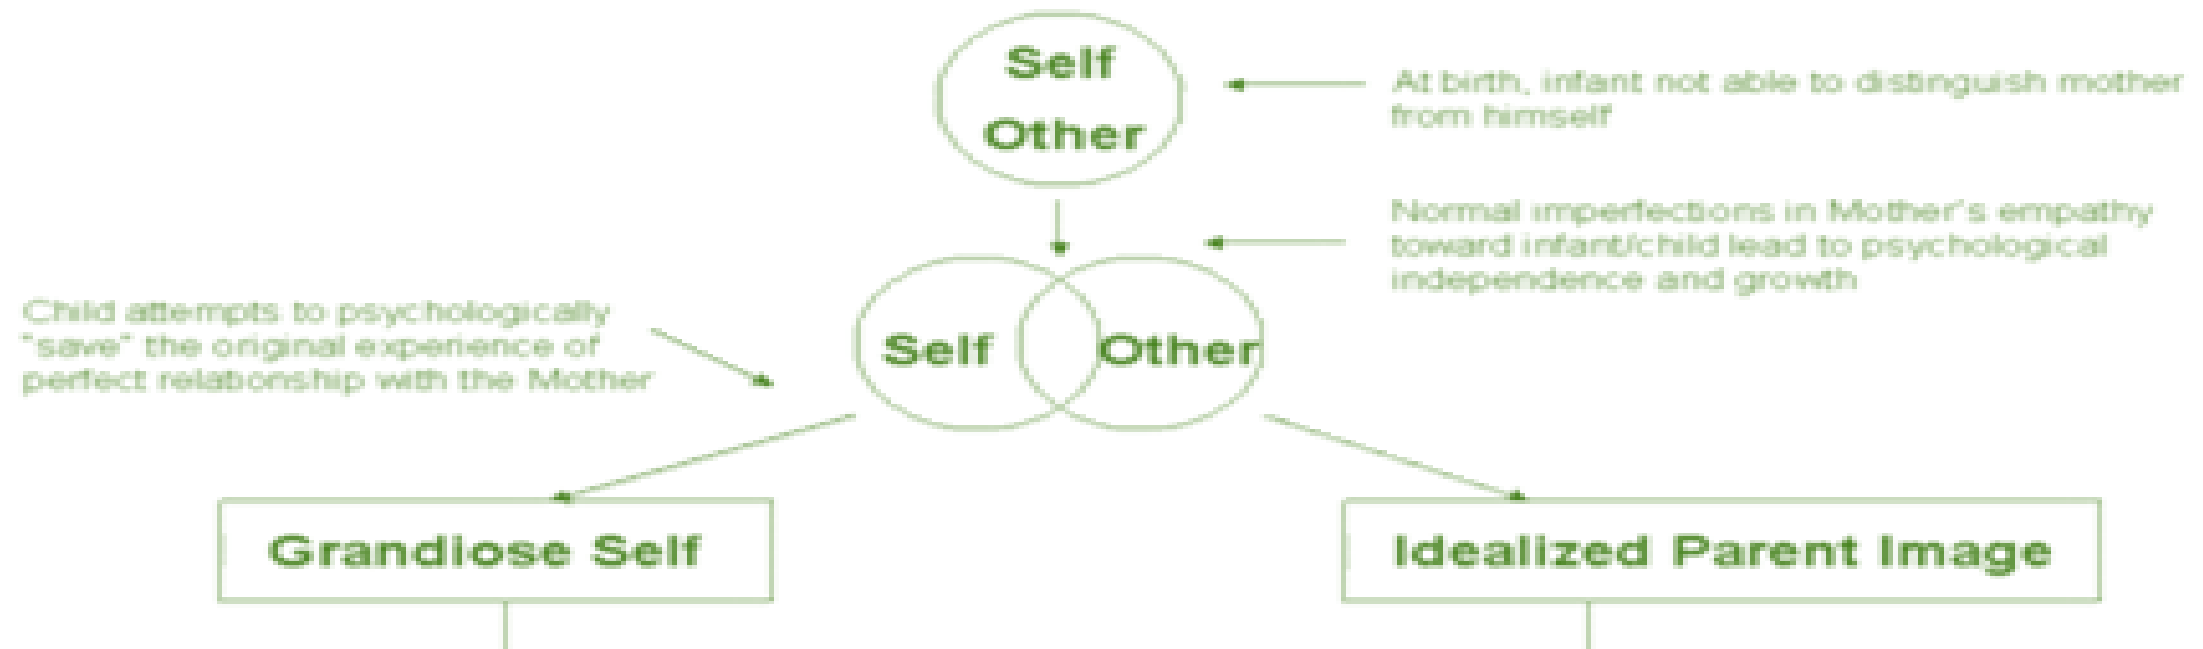 Self
Other
At birth, infant not able to distinguish mother
from himself
Normal imperfections in Mother's empathy
toward infant/child lead to psychological
independence and growth
Child attempts to psychologically
"save" the original experience of
perfect relationship with the Mother
Self
Other
Grandiose Self
Idealized Parent Image